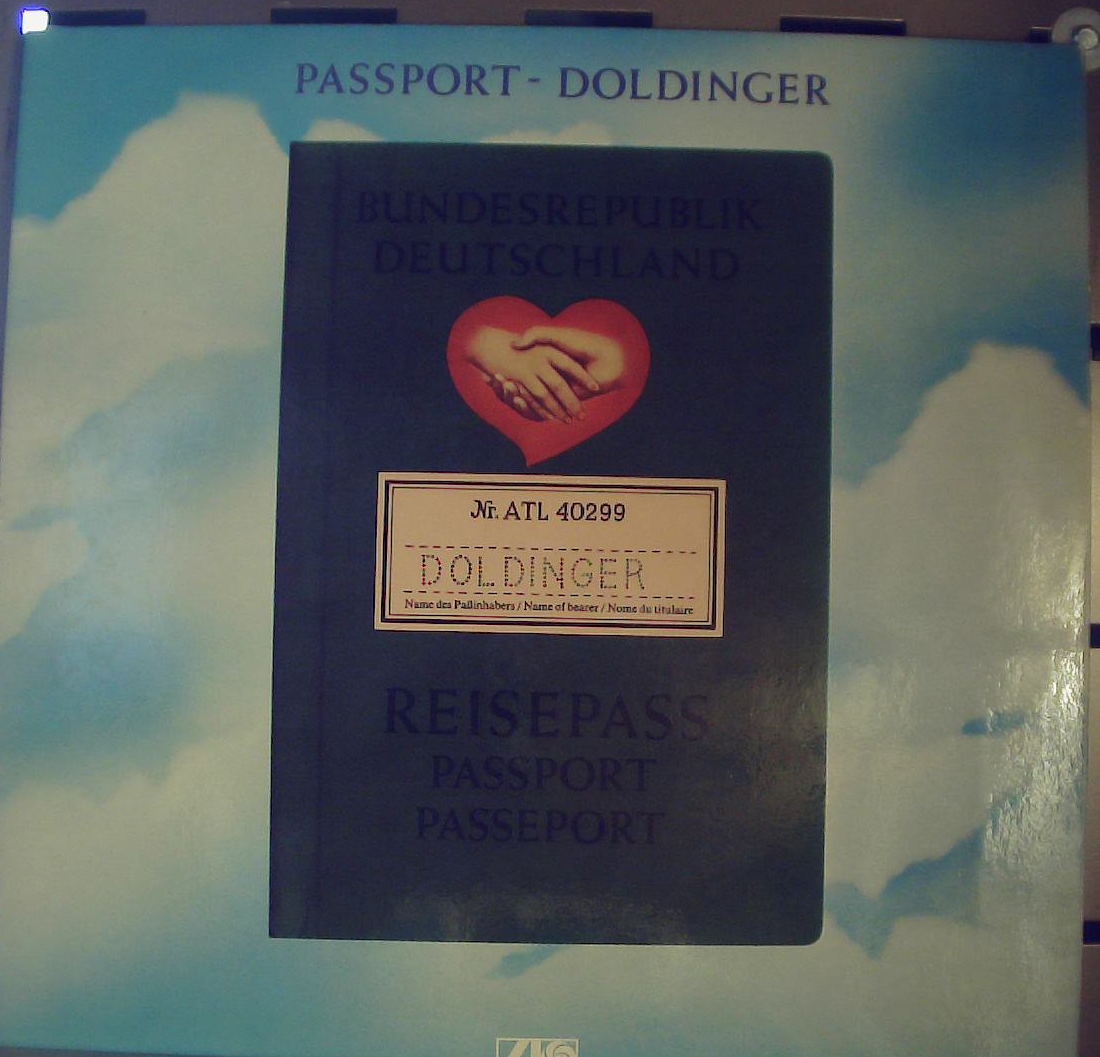 PASSPORT - DOLDINGER
BUNDESREPUBLIK
DEUTSCHLAND
Nr. ATL 40299
DOLDINGER
Name des Paßinhabers / Name of bearer / Nome du titulaire
REISEPASS
PASSPORT
PASSEPORT